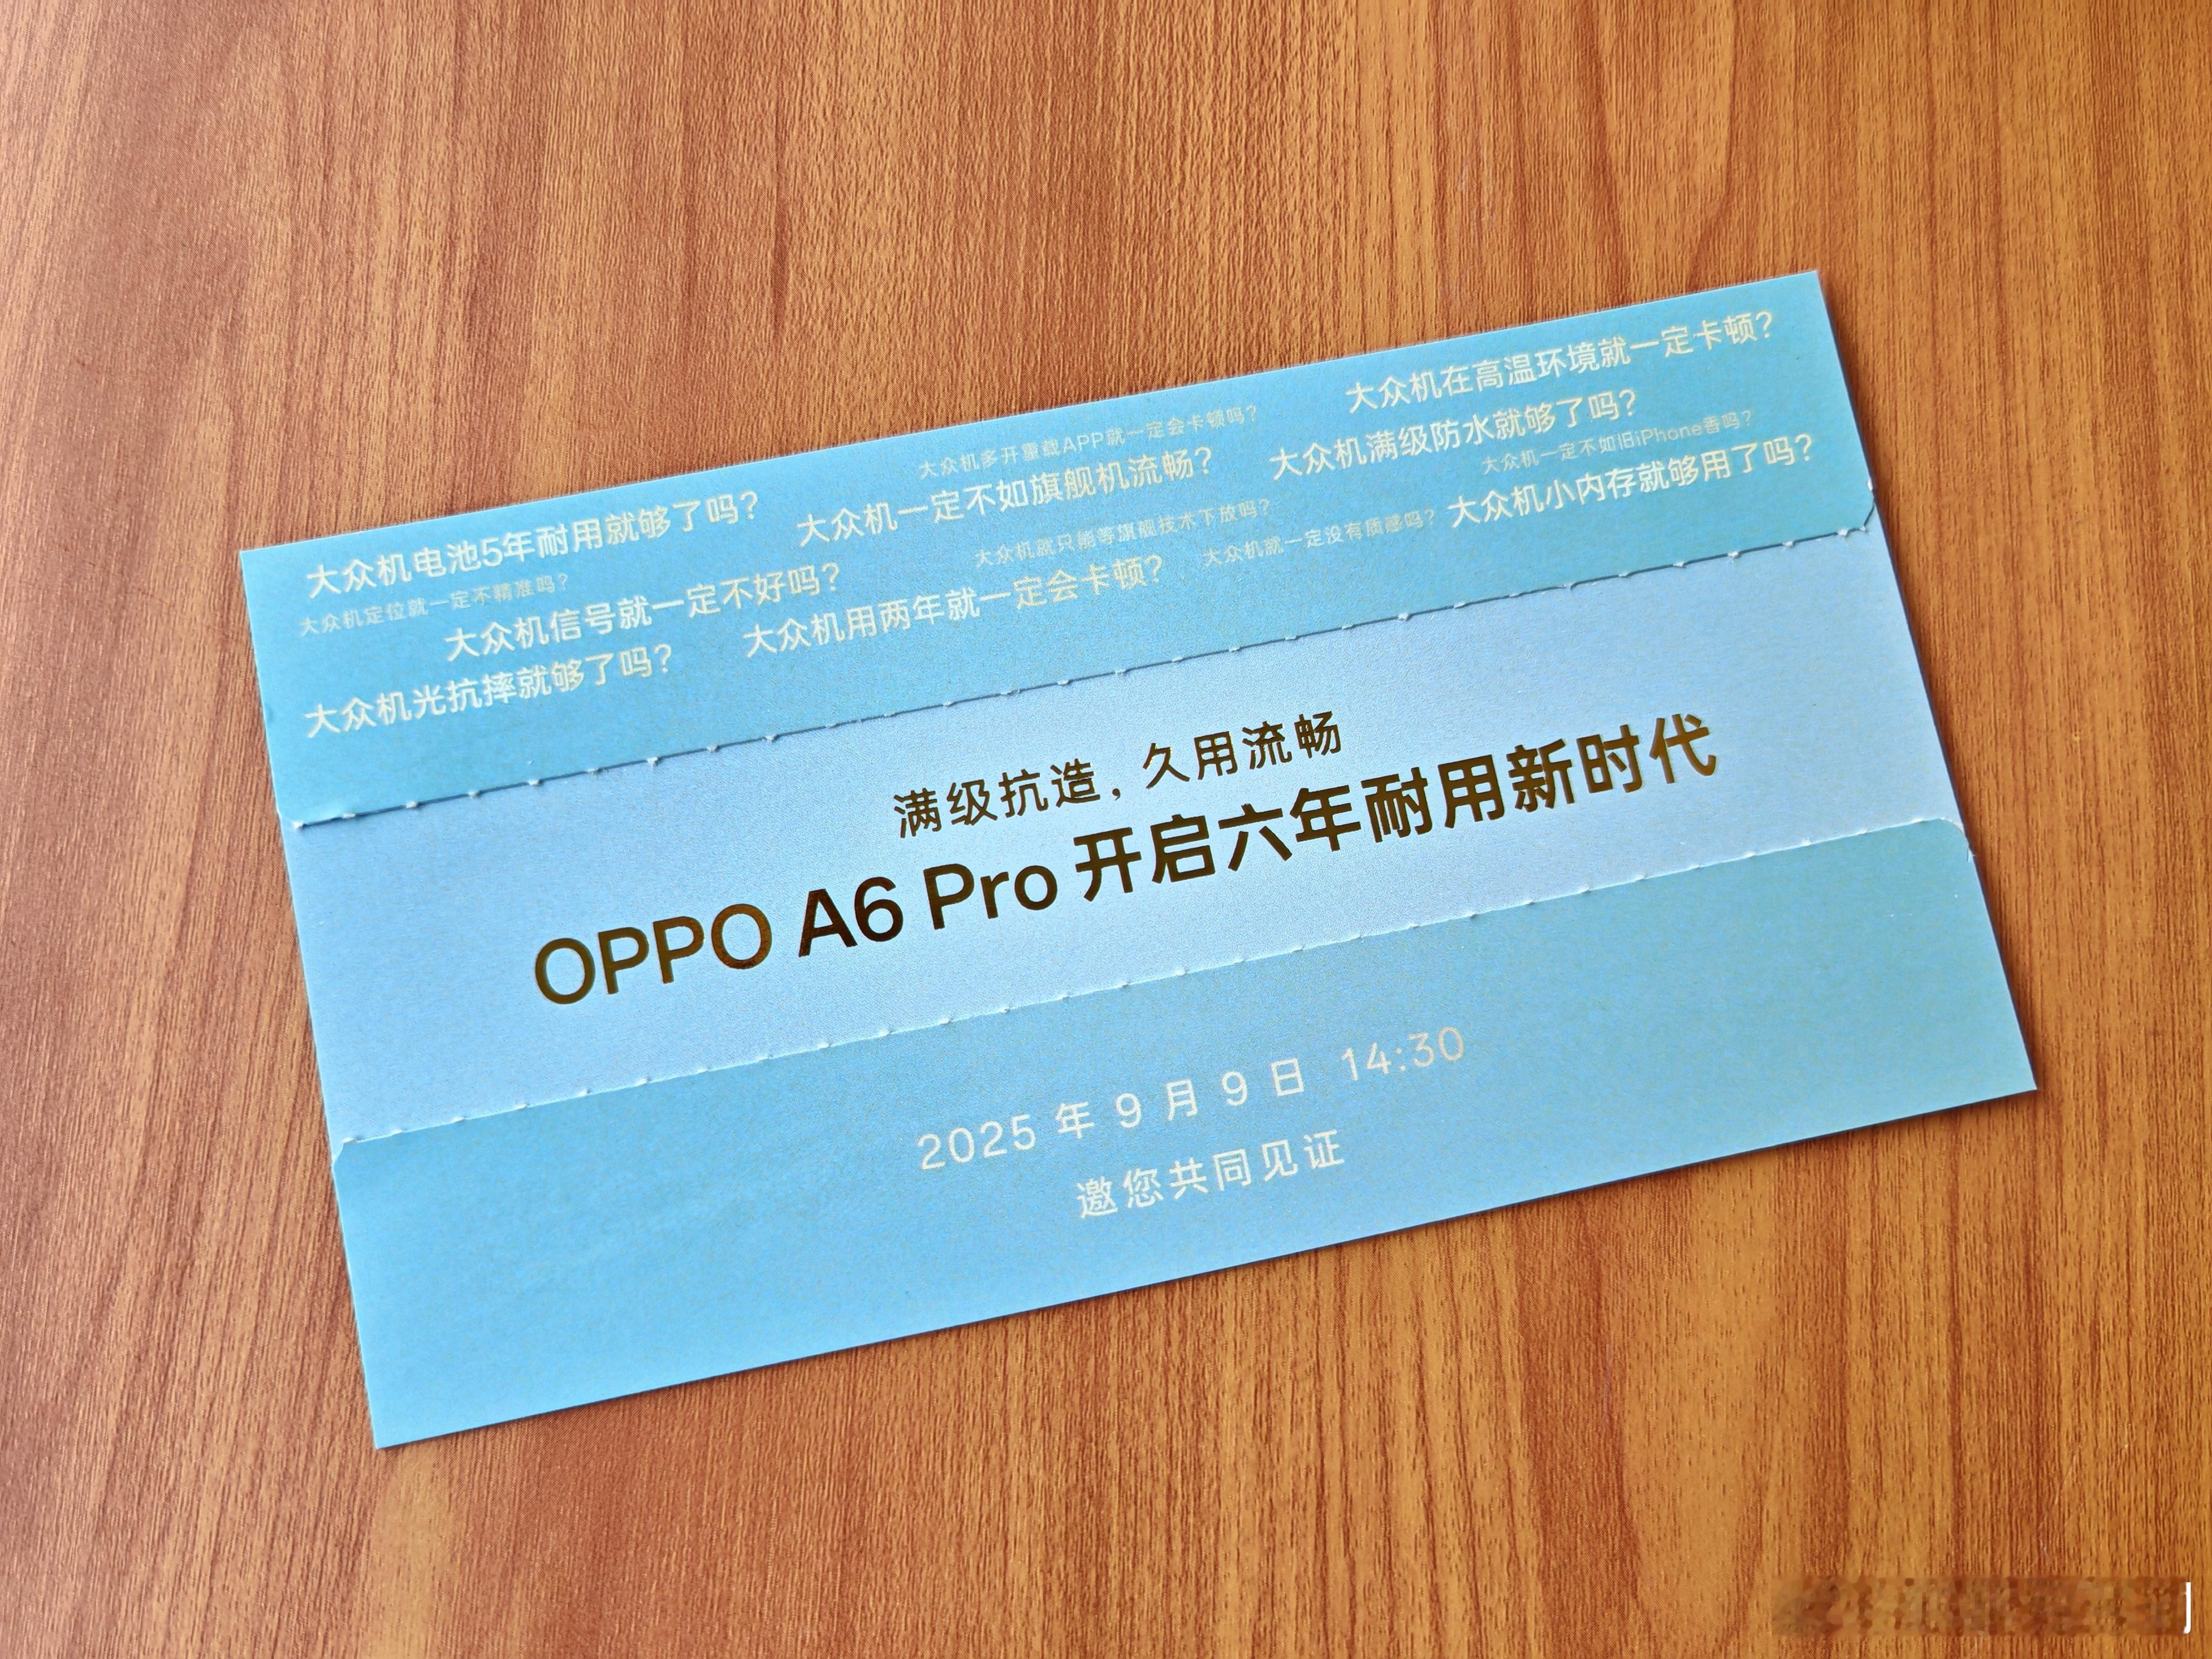 大众机多开重载APP就一定会卡顿吗？
大众机在高温环境就一定卡顿？
大众机电池5年耐用就够了吗？
大众机一定不如旗舰机流畅？
大众机满级防水就够了吗？
大众机一定不如旧iPhone香吗？
大众机定位就一定不精准吗？
大众机信号就一定不好吗？
大众机就只能等旗舰技术下放吗？
大众机就一定没有质感吗？
大众机小内存就够用了吗？
大众机光抗摔就够了吗？
大众机用两年就一定会卡顿？
满级抗造，久用流畅
OPPO A6 Pro 开启六年耐用新时代
2025 年 9 月 9 日 14:30
邀您共同见证